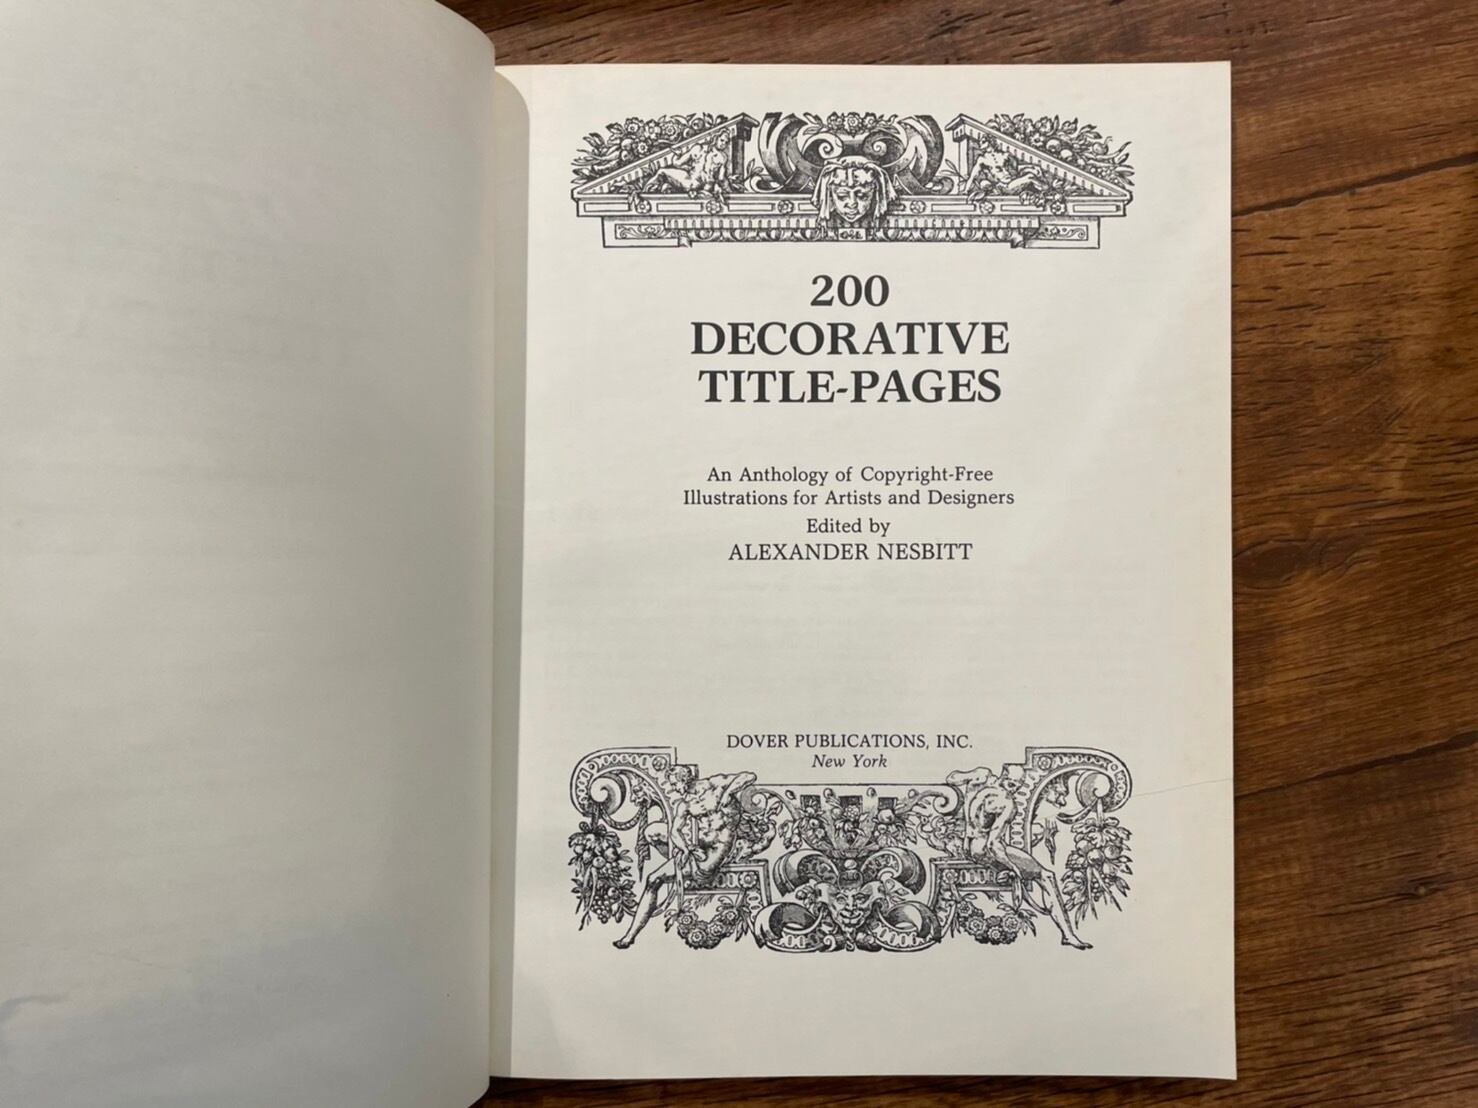 200
DECORATIVE
TITLE-PAGES
An Anthology of Copyright-Free
Illustrations for Artists and Designers
Edited by
ALEXANDER NESBITT
DOVER PUBLICATIONS, INC.
New York